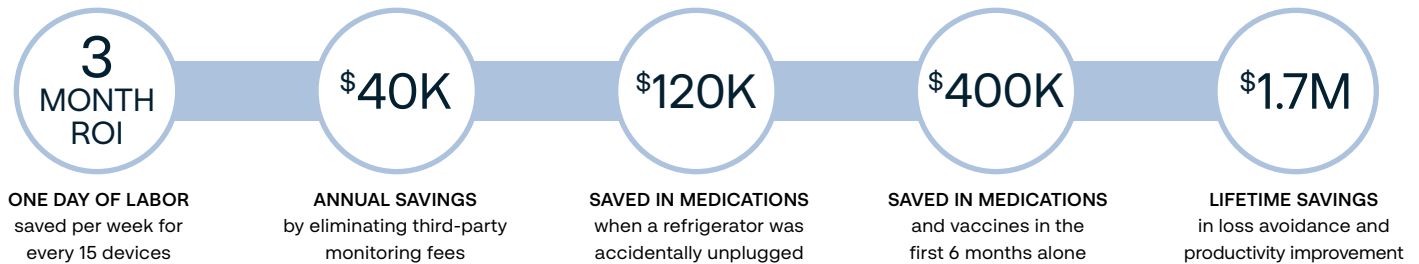 3
MONTH
ROI
ONE DAY OF LABOR
saved per week for
every 15 devices
$40K
ANNUAL SAVINGS
by eliminating third-party
monitoring fees
$120K
SAVED IN MEDICATIONS
when a refrigerator was
accidentally unplugged
$400K
SAVED IN MEDICATIONS
and vaccines in the
first 6 months alone
$1.7M
LIFETIME SAVINGS
in loss avoidance and
productivity improvement